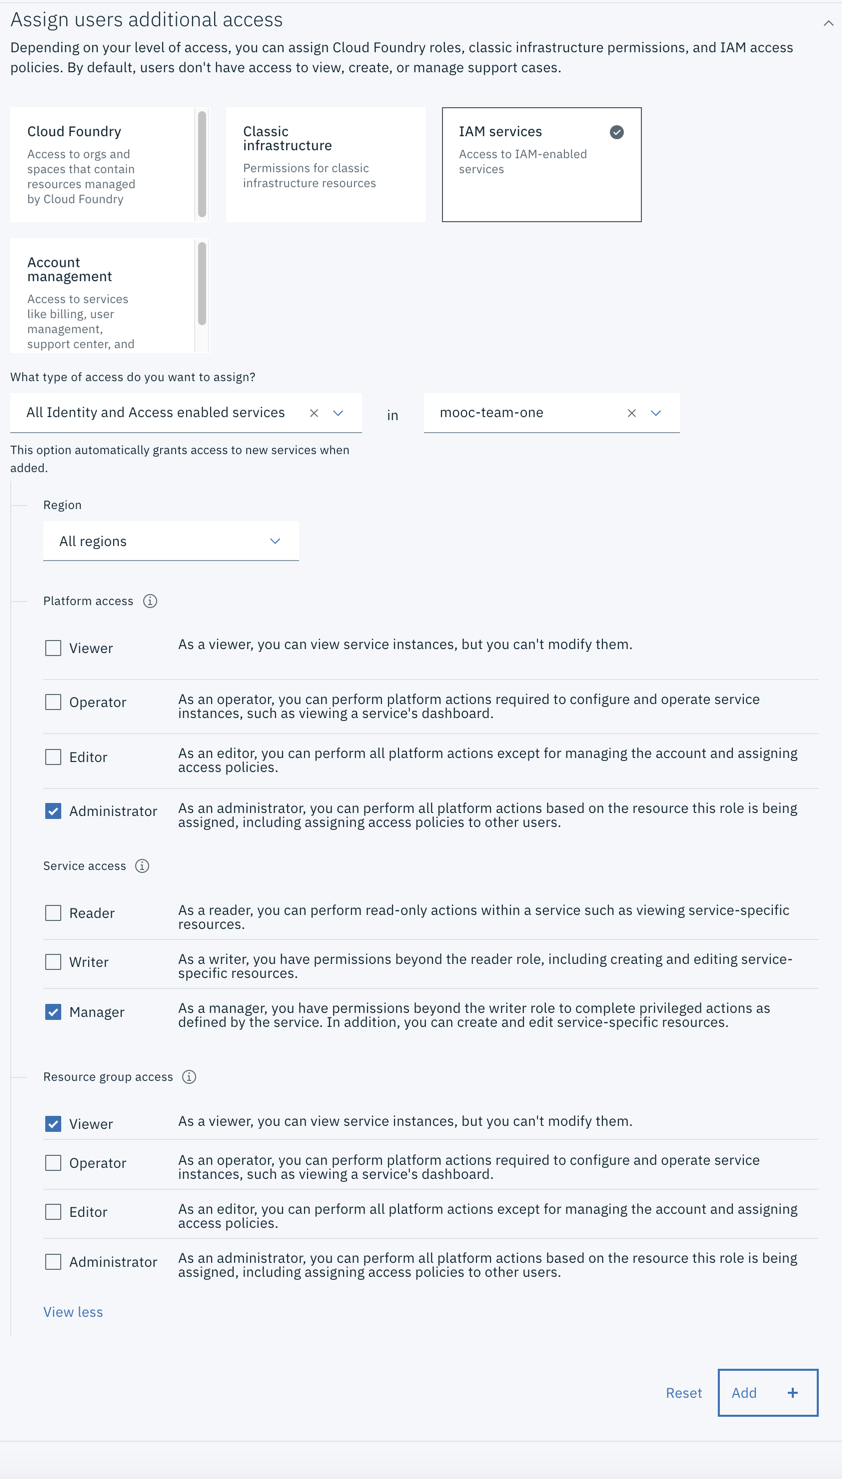 Assign users additional access
Depending on your level of access, you can assign Cloud Foundry roles, classic infrastructure permissions, and IAM access
policies. By default, users don't have access to view, create, or manage support cases.
Cloud Foundry
Access to orgs and
spaces that contain
resources managed
by Cloud Foundry
Classic
infrastructure
Permissions for classic
infrastructure resources
IAM services
Access to IAM-enabled
services
Account
management
Access to services
like billing, user
management,
support center, and
What type of access do you want to assign?
All Identity and Access enabled services
in
mooc-team-one
This option automatically grants access to new services when
added.
Region
All regions
Platform access
Viewer
As a viewer, you can view service instances, but you can't modify them.
Operator
As an operator, you can perform platform actions required to configure and operate service
instances, such as viewing a service's dashboard.
Editor
As an editor, you can perform all platform actions except for managing the account and assigning
access policies.
Administrator
As an administrator, you can perform all platform actions based on the resource this role is being
assigned, including assigning access policies to other users.
Service access
Reader
As a reader, you can perform read-only actions within a service such as viewing service-specific
resources.
Writer
As a writer, you have permissions beyond the reader role, including creating and editing service-
specific resources.
Manager
As a manager, you have permissions beyond the writer role to complete privileged actions as
defined by the service. In addition, you can create and edit service-specific resources.
Resource group access
Viewer
As a viewer, you can view service instances, but you can't modify them.
Operator
As an operator, you can perform platform actions required to configure and operate service
instances, such as viewing a service's dashboard.
Editor
As an editor, you can perform all platform actions except for managing the account and assigning
access policies.
Administrator
As an administrator, you can perform all platform actions based on the resource this role is being
assigned, including assigning access policies to other users.
View less
Reset
Add +